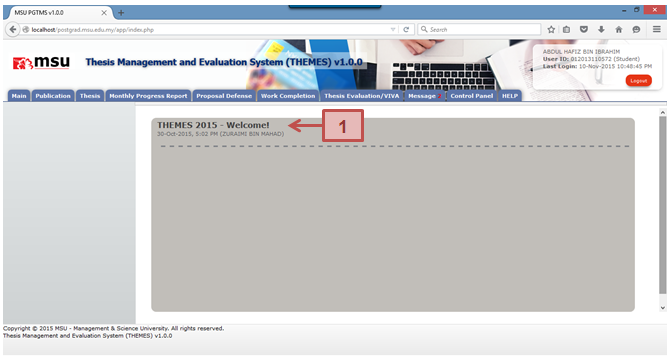 MSU PGTMS v1.0.0
localhost/postgrad.msu.edu.my/app/index.php
Search
msu
Thesis Management and Evaluation System (THEMES) v1.0.0
ABDUL HAFIZ BIN IBRAHIM
User ID: 012013110572 (Student)
Last Login: 10-Nov-2015 10:48:45 PM
Logout
Main Publication Thesis Monthly Progress Report Proposal Defense Work Completion Thesis Evaluation/VIVA Message Control Panel HELP
THEMES 2015 - Welcome!
30-Oct-2015, 5:02 PM (ZURAIMI BIN MAHAD)
1
Copyright © 2015 MSU - Management & Science University. All rights reserved.
Thesis Management and Evaluation System (THEMES) v1.0.0